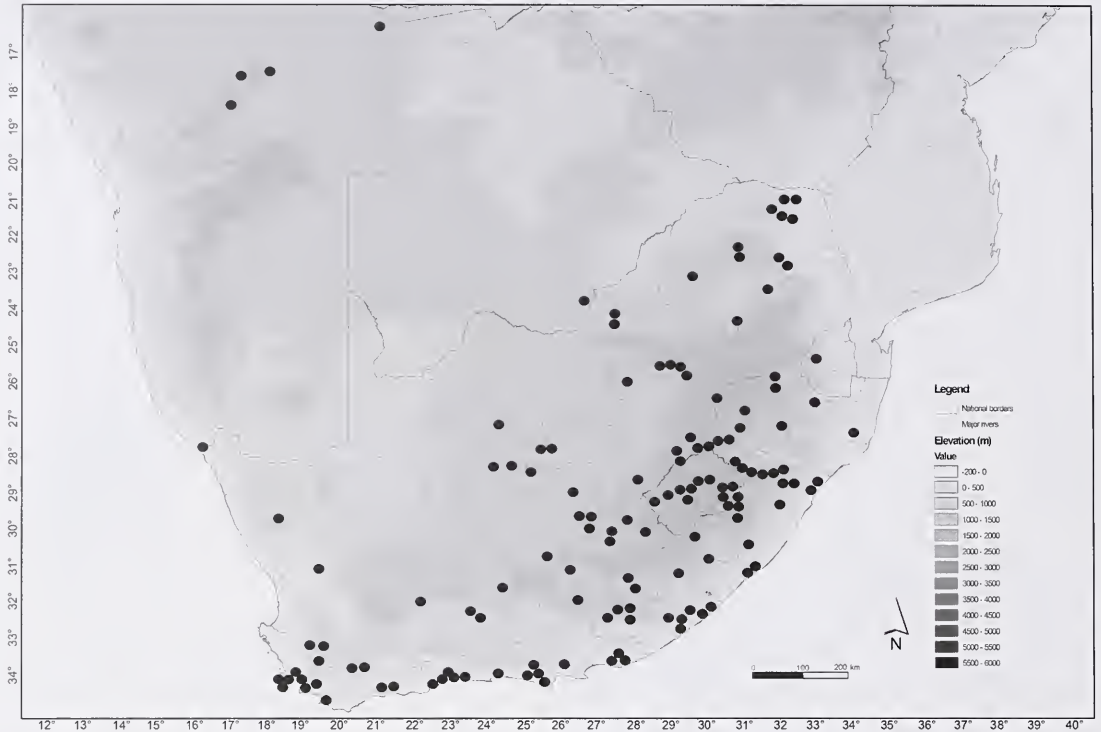 17°
18°
19°
20°
21°
22°
23°
24°
25°
26°
27°
28°
29°
30°
31°
32°
33°
34°
Legend
National borders
Major rivers
Elevation (m)
Value
-200 - 0
0 - 500
500 - 1000
1000 - 1500
1500 - 2000
2000 - 2500
2500 - 3000
3000 - 3500
3500 - 4000
4000 - 4500
4500 - 5000
5000 - 5500
5500 - 6000
N
0 100 200 km
12° 13° 14° 15° 16° 17° 18° 19° 20° 21° 22° 23° 24° 25° 26° 27° 28° 29° 30° 31° 32° 33° 34° 35° 36° 37° 38° 39° 40°